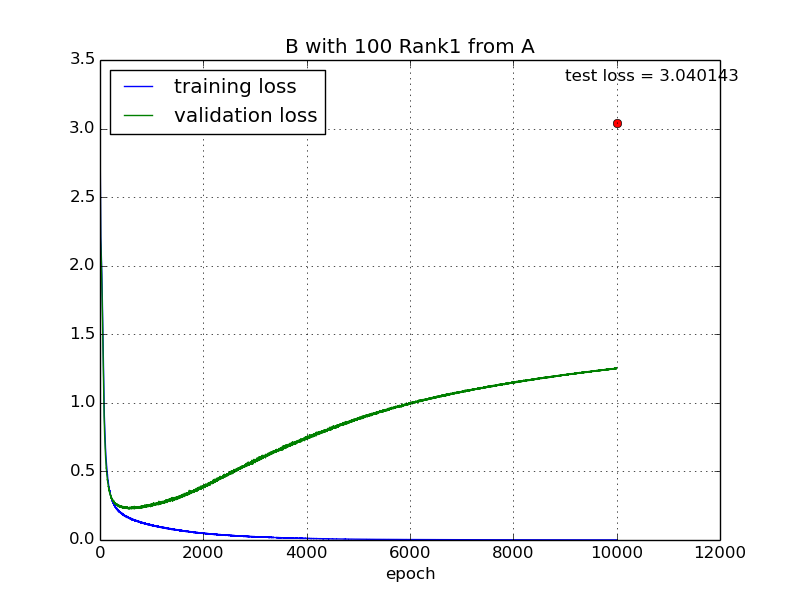 B with 100 Rank1 from A
test loss = 3.040143
training loss
validation loss
3.5
3.0
2.5
2.0
1.5
1.0
0.5
0.0
0 2000 4000 6000 8000 10000 12000
epoch